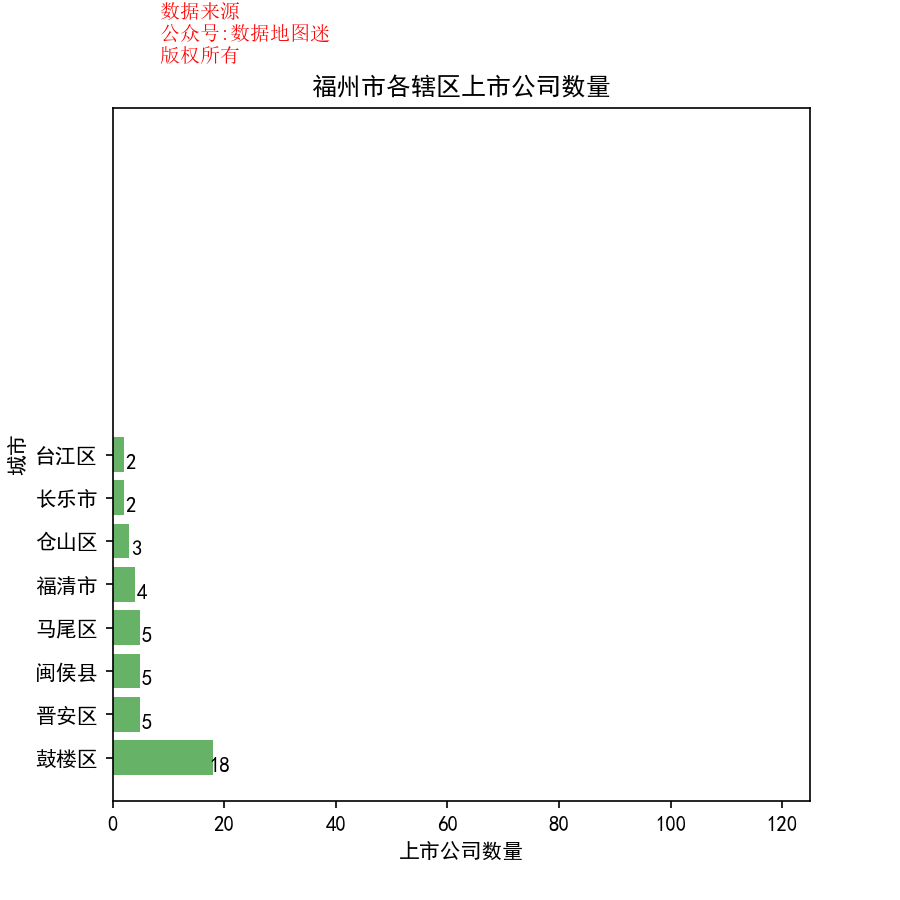 数据来源
公众号:数据地图迷
版权所有
福州市各辖区上市公司数量
城市
台江区
2
长乐市
2
仓山区
3
福清市
4
马尾区
5
闽侯县
5
晋安区
5
鼓楼区
18
0 20 40 60 80 100 120
上市公司数量